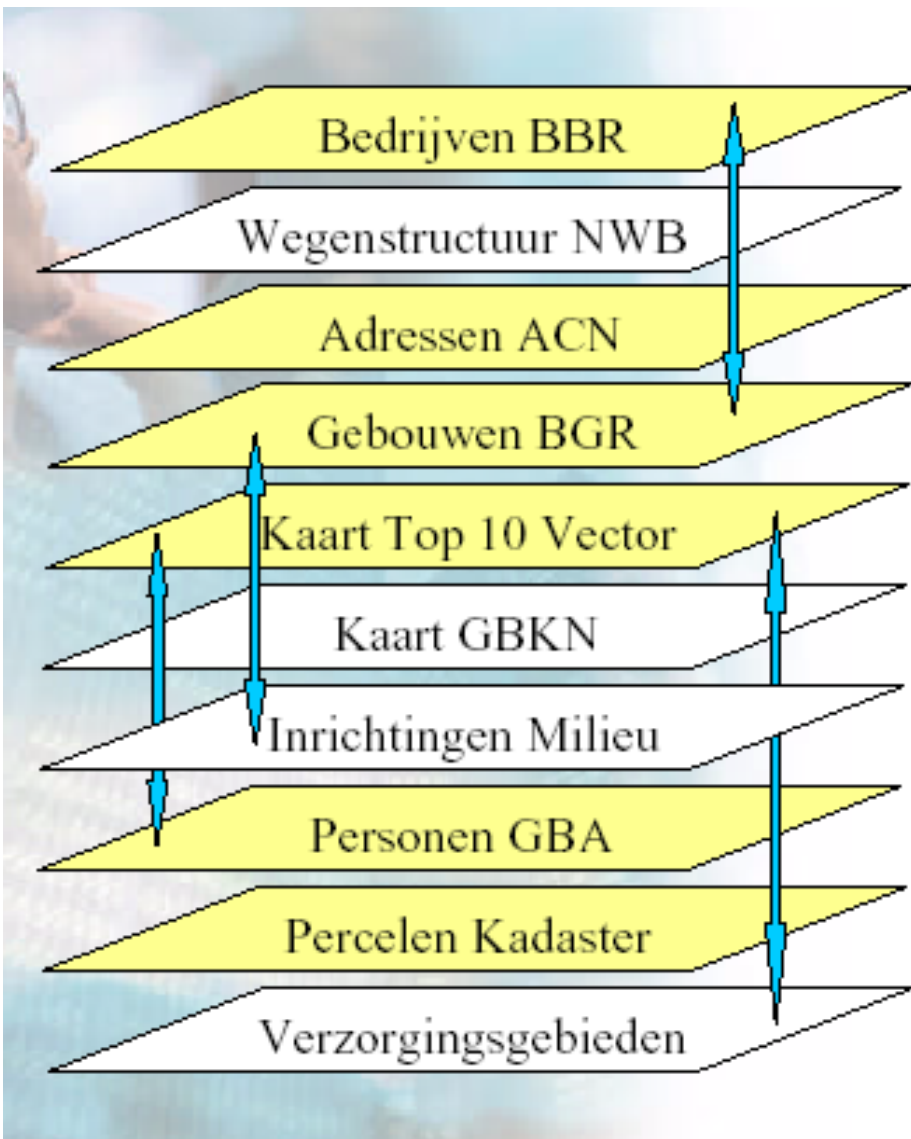 Bedrijven BBR
Wegenstructuur NWB
Adressen ACN
Gebouwen BGR
Kaart Top 10 Vector
Kaart GBKN
Inrichtingen Milieu
Personen GBA
Percelen Kadaster
Verzorgingsgebieden